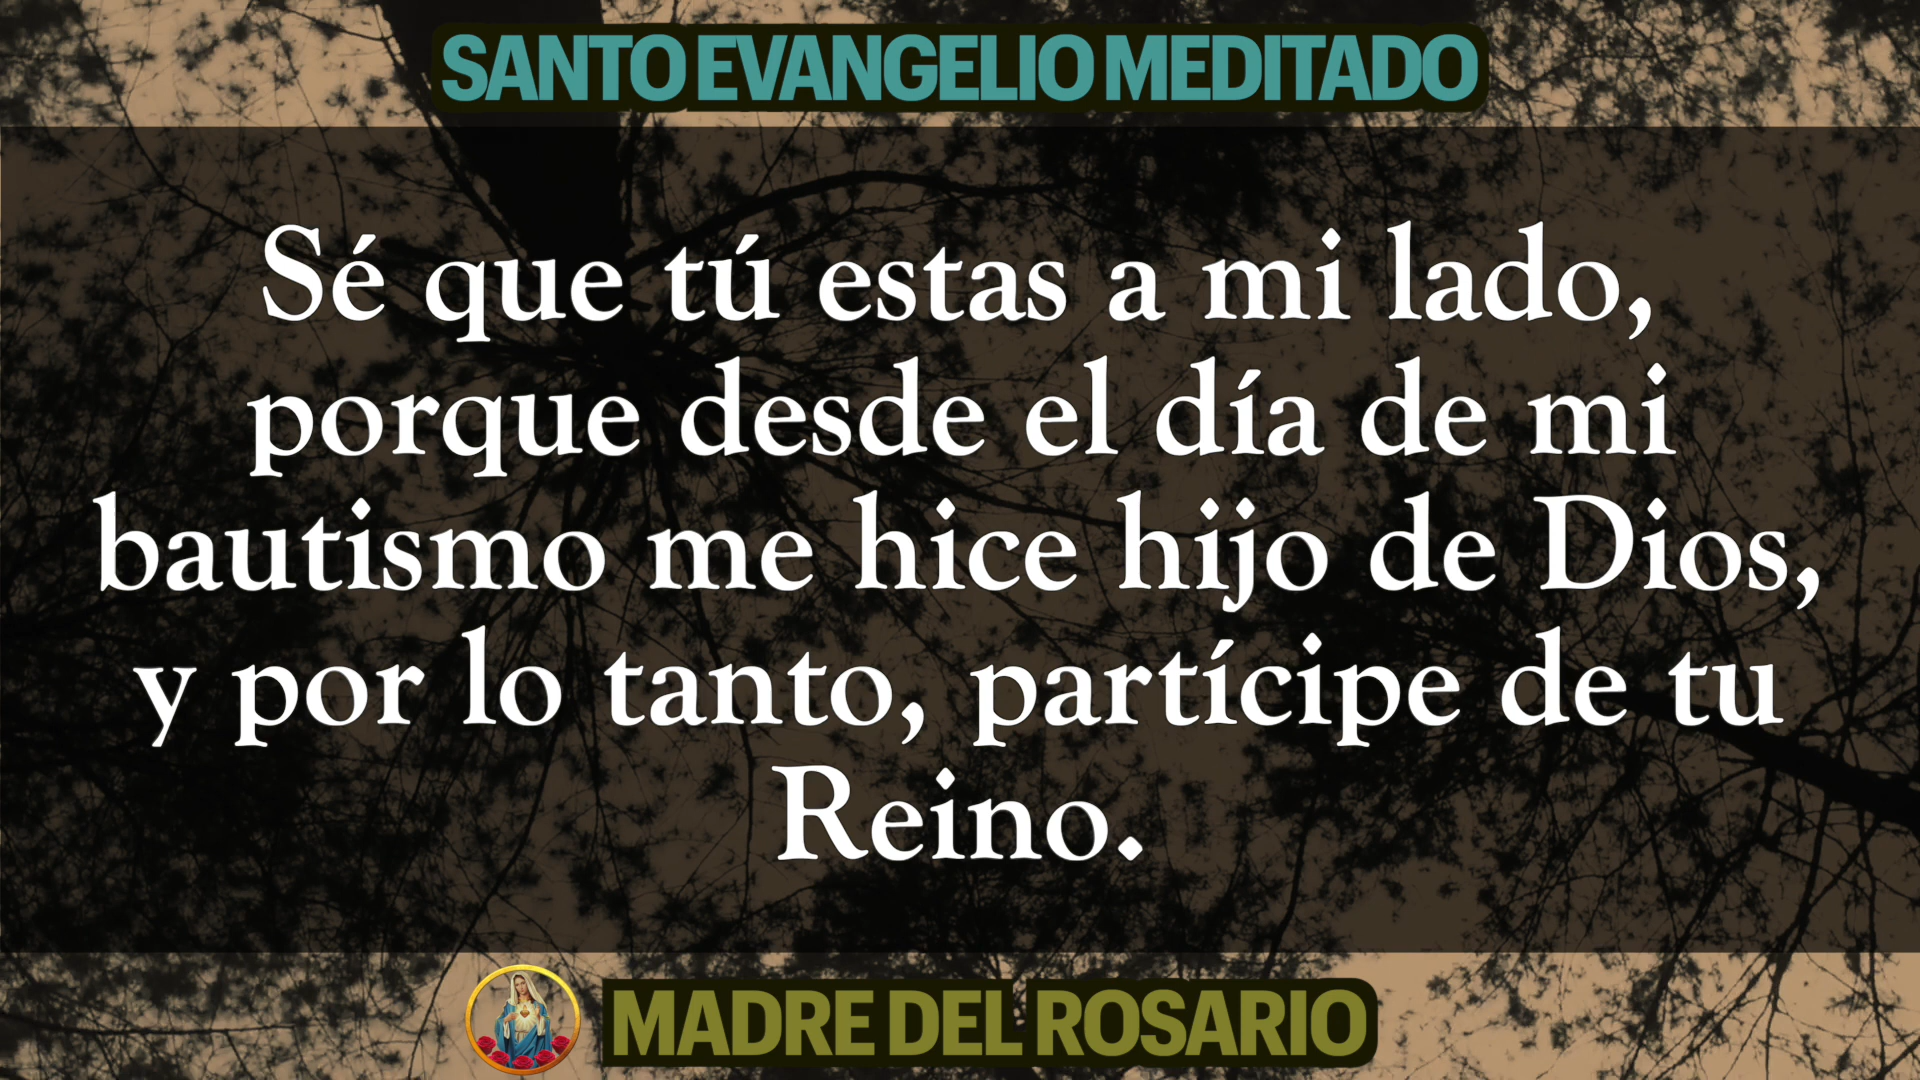 SANTO EVANGELIO MEDITADO
Sé que tú estas a mi lado,
porque desde el día de mi
bautismo me hice hijo de Dios,
y por lo tanto, partícipe de tu
Reino.
MADRE DEL ROSARIO